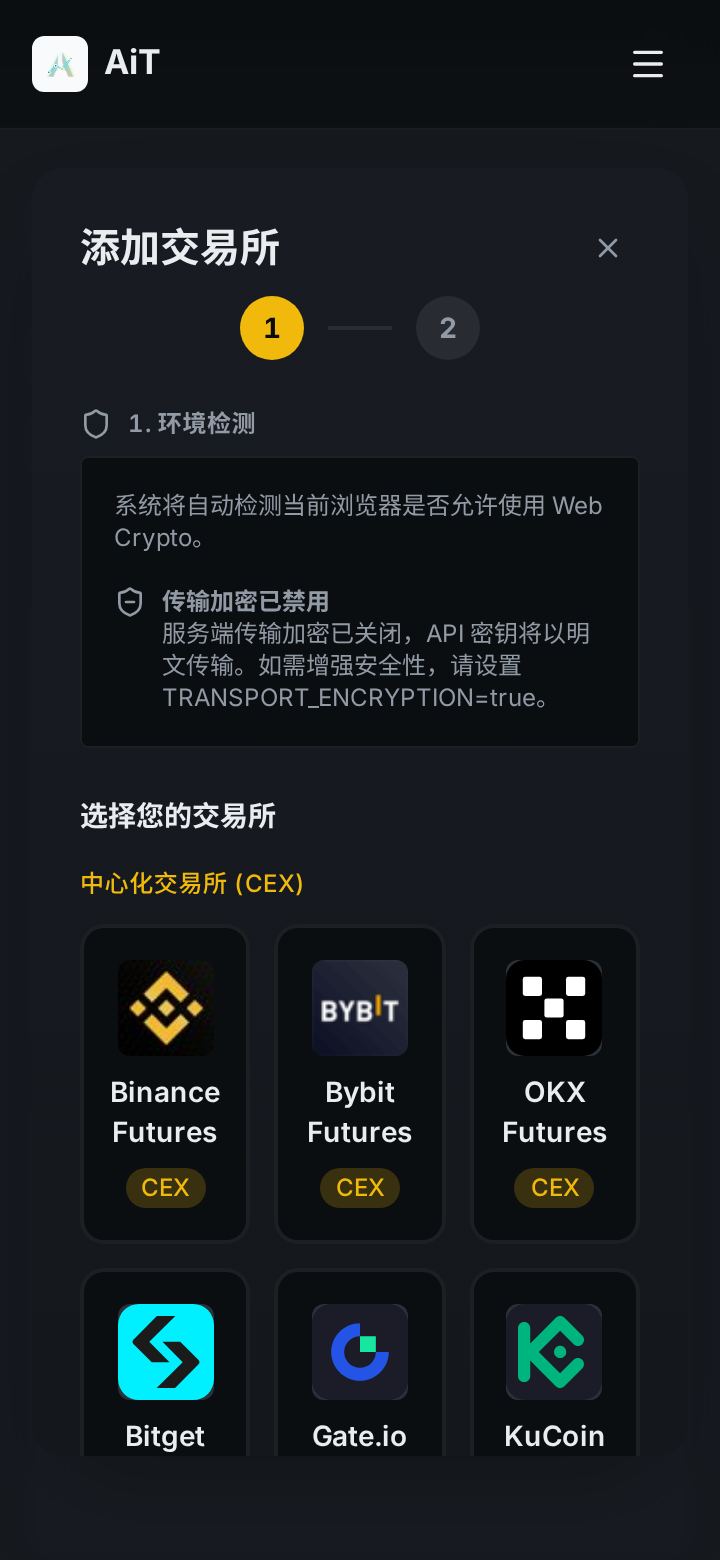 AiT
添加交易所
1
2
1. 环境检测
系统将自动检测当前浏览器是否允许使用 Web
Crypto。
传输加密已禁用
服务端传输加密已关闭，API 密钥将以明
文传输。如需增强安全性，请设置
TRANSPORT_ENCRYPTION=true。
选择您的交易所
中心化交易所 (CEX)
BYBIT
Binance
Futures
CEX
Bybit
Futures
CEX
OKX
Futures
CEX
Bitget
Gate.io
KuCoin